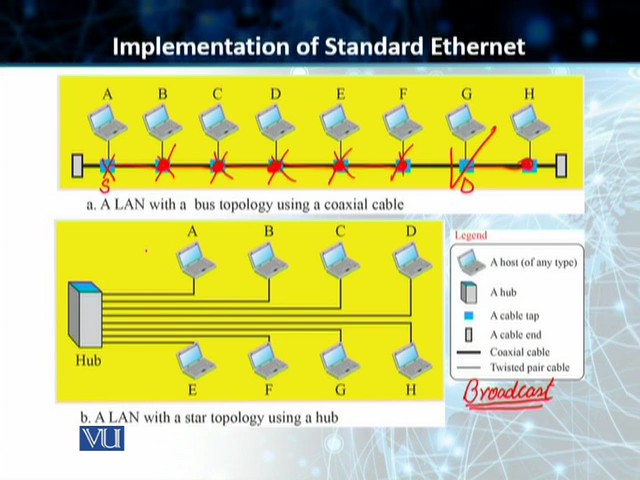 Implementation of Standard Ethernet
A B C D E F G H
S D
a. A LAN with a bus topology using a coaxial cable
A B C D
Hub
E F G H
b. A LAN with a star topology using a hub
Legend
A host (of any type)
A hub
A cable tap
A cable end
Coaxial cable
Twisted pair cable
Broadcast
VU